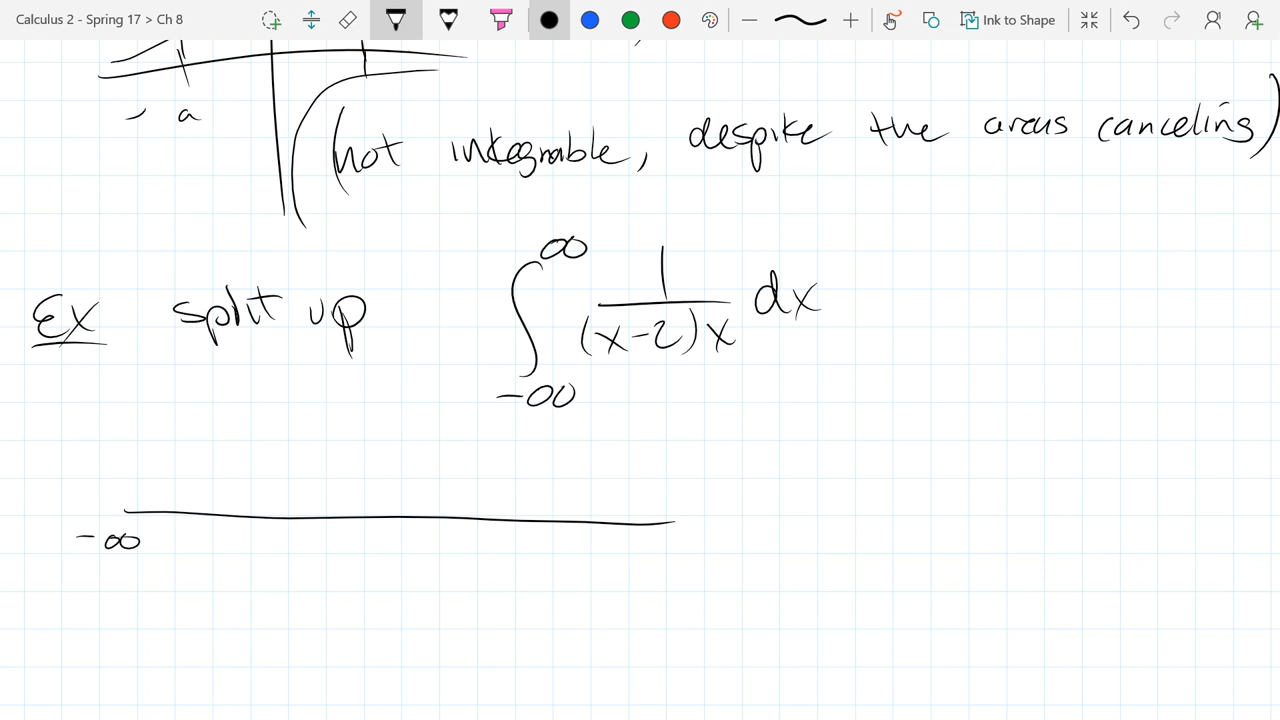 Calculus 2 - Spring 17 > Ch 8
Ink to Shape
a
(not integrable, despite the areas canceling)
Ex split up ∫_{-∞}^{∞} 1/((x-2)x) dx
-∞